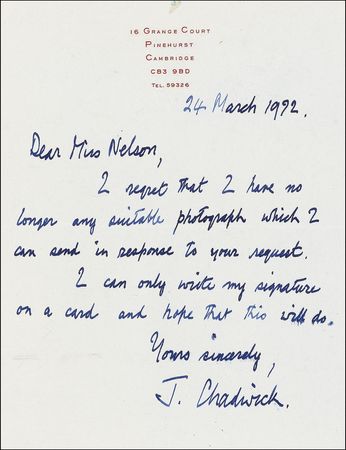 16 Grange Court
Pinehurst
Cambridge
CB3 9BD
Tel. 59326
24 March 1972.
Dear Miss Nelson,
I regret that I have no
longer any suitable photograph which I
can send in response to your request.
I can only write my signature
on a card and hope that this will do.
Yours sincerely,
J. Chadwick.